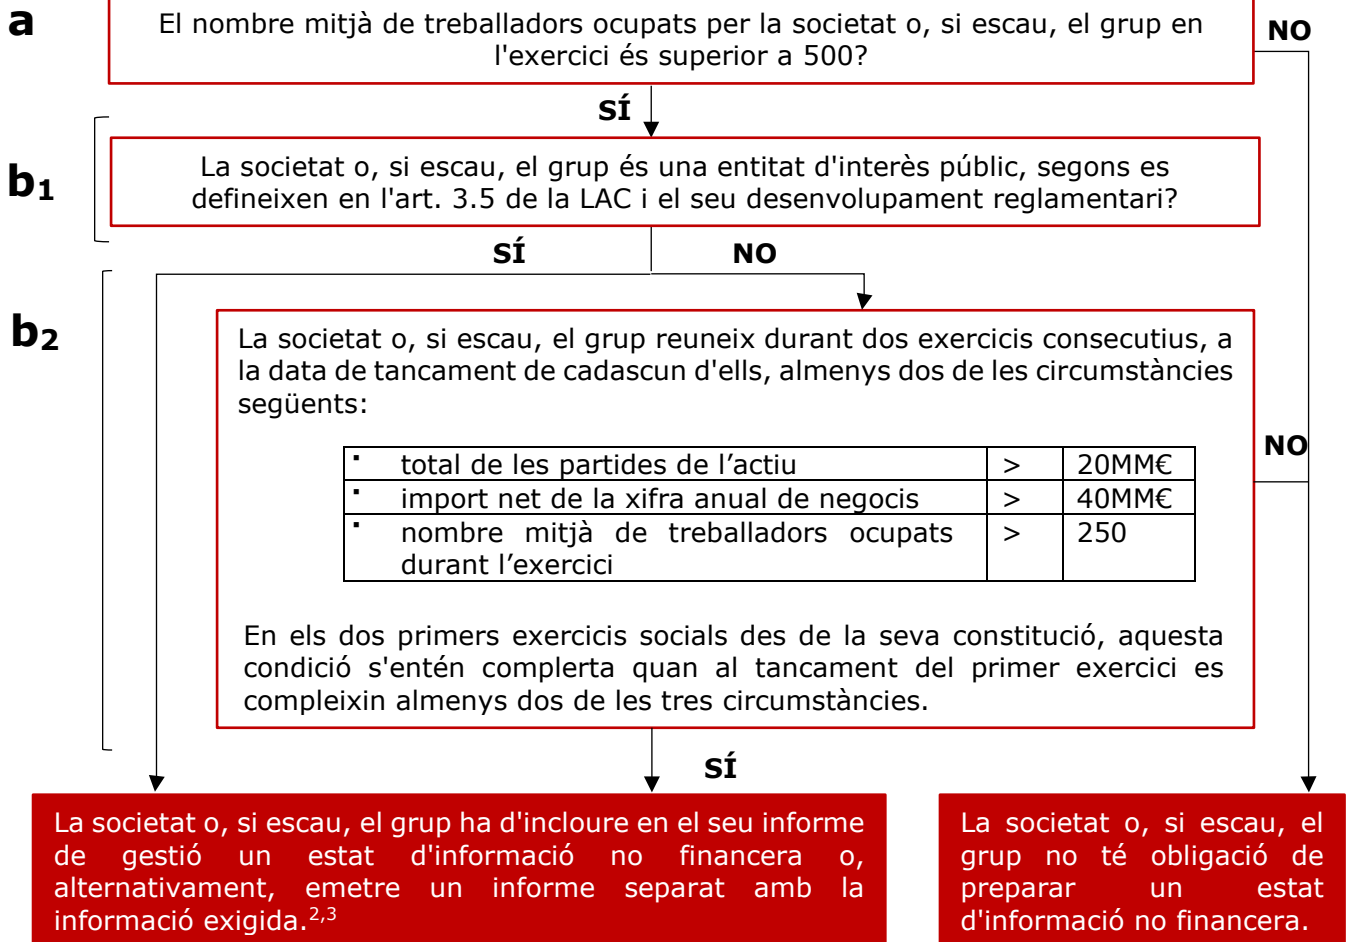 a
El nombre mitjà de treballadors ocupats per la societat o, si escau, el grup en
l'exercici és superior a 500?
NO
SÍ
b1
La societat o, si escau, el grup és una entitat d'interès públic, segons es
defineixen en l'art. 3.5 de la LAC i el seu desenvolupament reglamentari?
SÍ
NO
b2
La societat o, si escau, el grup reuneix durant dos exercicis consecutius, a
la data de tancament de cadascun d'ells, almenys dos de les circumstàncies
següents:
▪ total de les partides de l’actiu > 20MM€
▪ import net de la xifra anual de negocis > 40MM€
▪ nombre mitjà de treballadors ocupats > 250
durant l’exercici
NO
En els dos primers exercicis socials des de la seva constitució, aquesta
condició s'entén complerta quan al tancament del primer exercici es
compleixin almenys dos de les tres circumstàncies.
SÍ
La societat o, si escau, el grup ha d'incloure en el seu informe
de gestió un estat d'informació no financera o,
alternativament, emetre un informe separat amb la
informació exigida.2,3
La societat o, si escau, el
grup no té obligació de
preparar un estat
d'informació no financera.